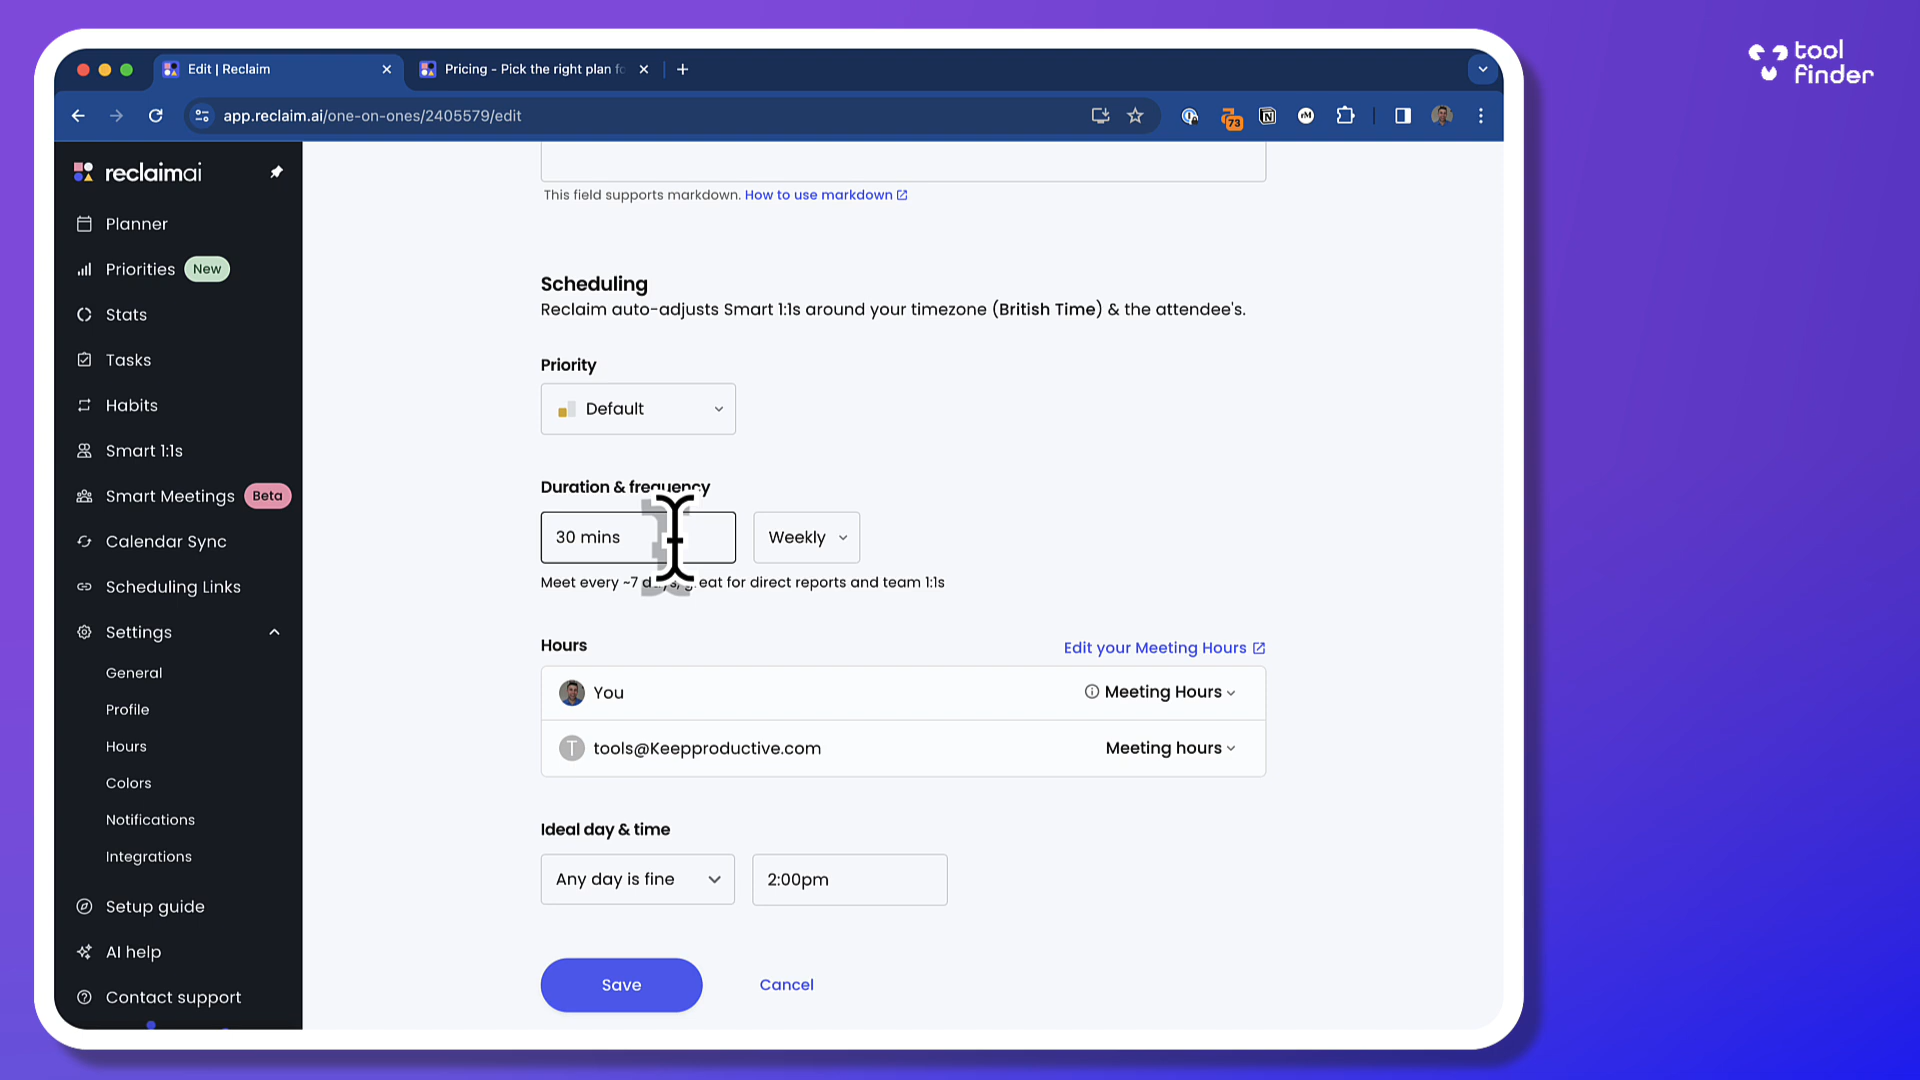 tool
finder
Edit | Reclaim
Pricing - Pick the right plan fo
app.reclaim.ai/one-on-ones/2405579/edit
73
reclaimai
Planner
Priorities New
Stats
Tasks
Habits
Smart 1:1s
Smart Meetings Beta
Calendar Sync
Scheduling Links
Settings
General
Profile
Hours
Colors
Notifications
Integrations
Setup guide
AI help
Contact support
This field supports markdown. How to use markdown
Scheduling
Reclaim auto-adjusts Smart 1:1s around your timezone (British Time) & the attendee's.
Priority
Default
Duration & frequency
30 mins
Weekly
Meet every ~7 days, great for direct reports and team 1:1s
Hours
Edit your Meeting Hours
You
Meeting Hours
T
tools@Keepproductive.com
Meeting hours
Ideal day & time
Any day is fine
2:00pm
Save
Cancel